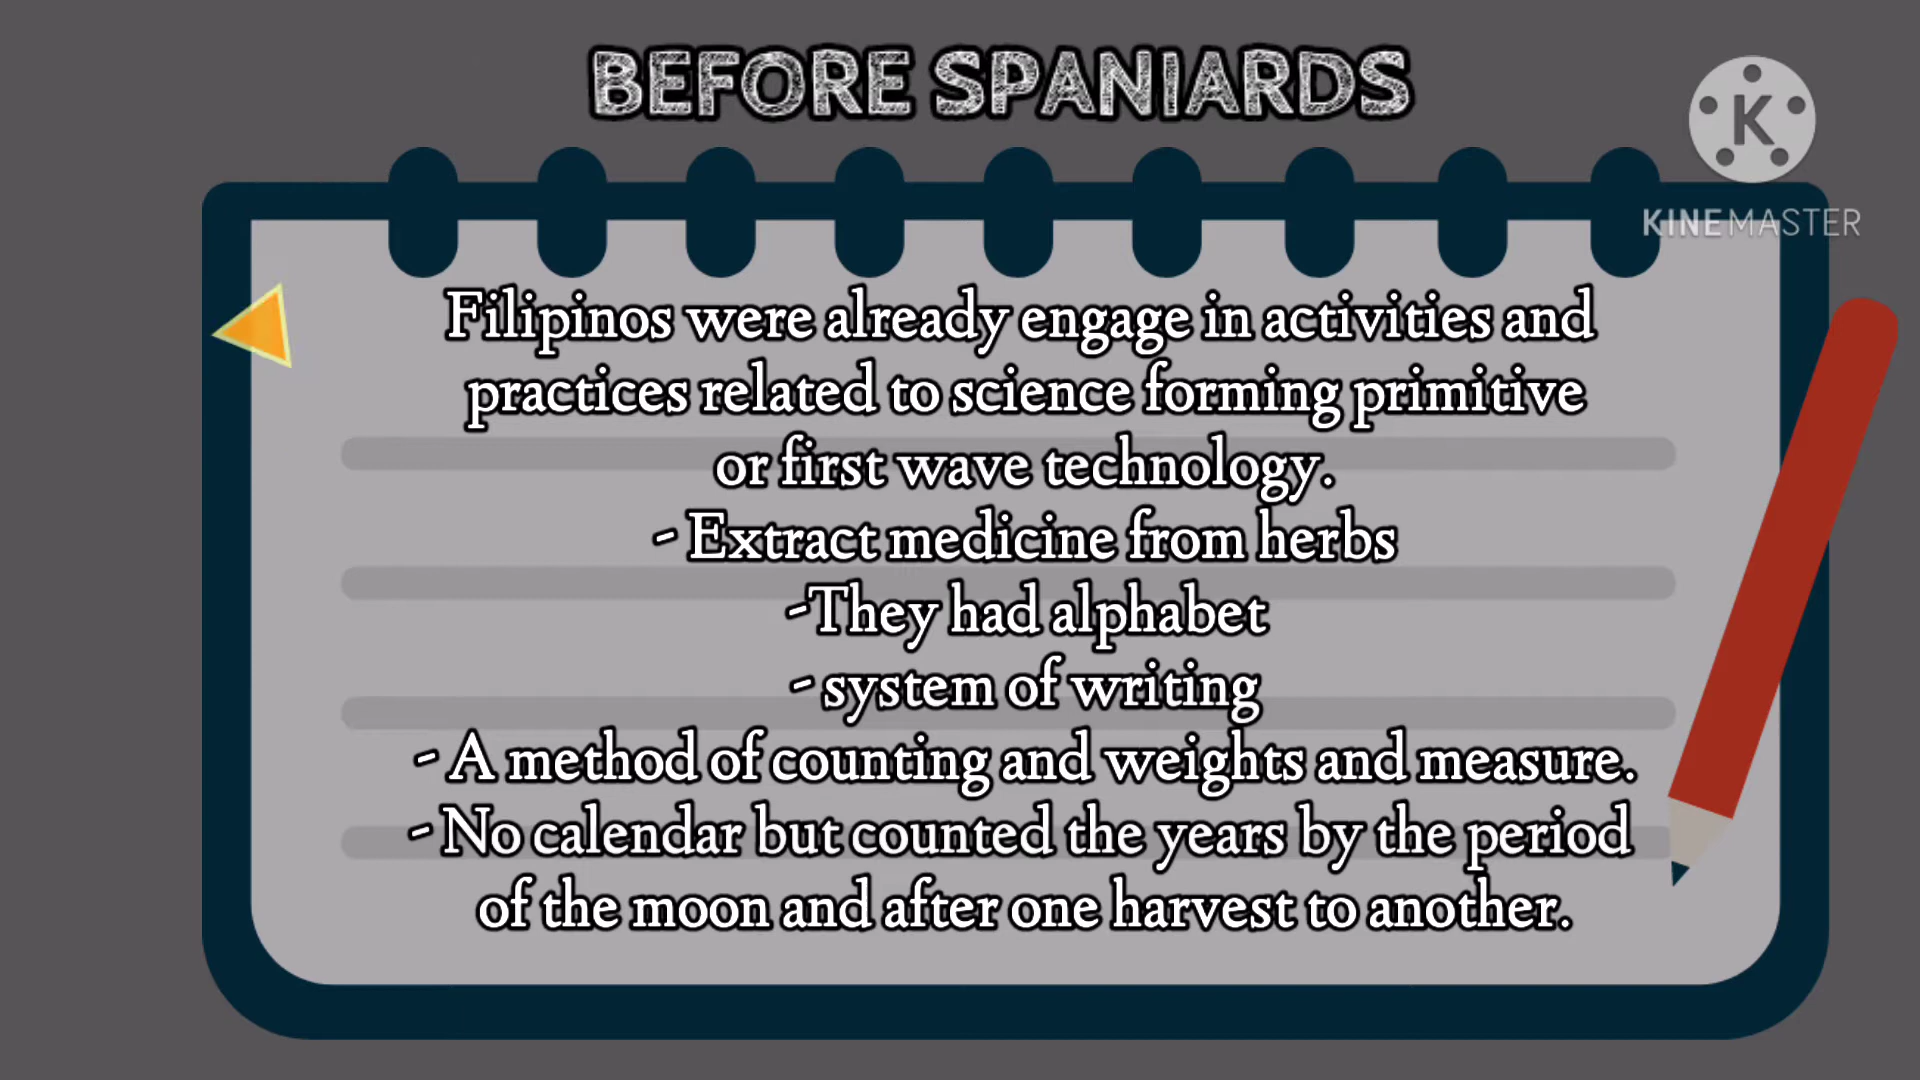 BEFORE SPANIARDS
K
KINEMASTER
Filipinos were already engage in activities and
practices related to science forming primitive
or first wave technology.
- Extract medicine from herbs
-They had alphabet
- system of writing
- A method of counting and weights and measure.
- No calendar but counted the years by the period
of the moon and after one harvest to another.